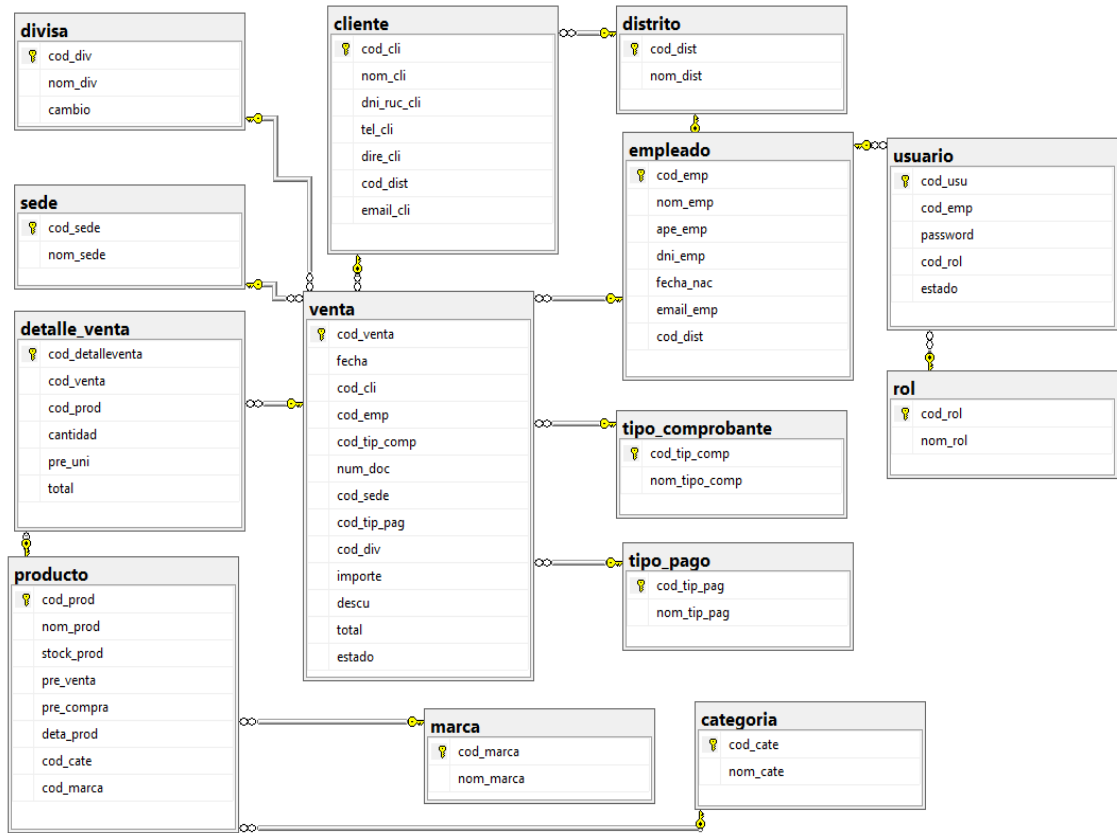 divisa
cod_div
nom_div
cambio
cliente
cod_cli
nom_cli
dni_ruc_cli
tel_cli
dire_cli
cod_dist
email_cli
distrito
cod_dist
nom_dist
empleado
cod_emp
nom_emp
ape_emp
dni_emp
fecha_nac
email_emp
cod_dist
usuario
cod_usu
cod_emp
password
cod_rol
estado
sede
cod_sede
nom_sede
detalle_venta
cod_detalleventa
cod_venta
cod_prod
cantidad
pre_uni
total
venta
cod_venta
fecha
cod_cli
cod_emp
cod_tip_comp
num_doc
cod_sede
cod_tip_pag
cod_div
importe
descu
total
estado
rol
cod_rol
nom_rol
tipo_comprobante
cod_tip_comp
nom_tipo_comp
tipo_pago
cod_tip_pag
nom_tip_pag
producto
cod_prod
nom_prod
stock_prod
pre_venta
pre_compra
deta_prod
cod_cate
cod_marca
marca
cod_marca
nom_marca
categoria
cod_cate
nom_cate